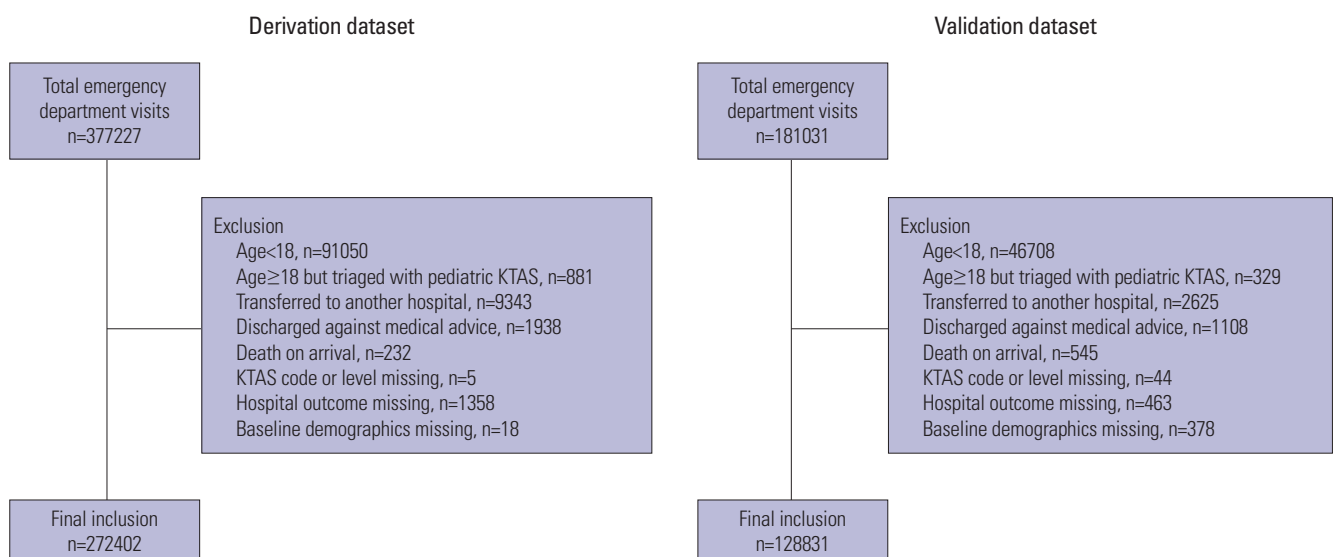 Derivation dataset
Total emergency
department visits
n=377227
Exclusion
Age<18, n=91050
Age≥18 but triaged with pediatric KTAS, n=881
Transferred to another hospital, n=9343
Discharged against medical advice, n=1938
Death on arrival, n=232
KTAS code or level missing, n=5
Hospital outcome missing, n=1358
Baseline demographics missing, n=18
Final inclusion
n=272402
Validation dataset
Total emergency
department visits
n=181031
Exclusion
Age<18, n=46708
Age≥18 but triaged with pediatric KTAS, n=329
Transferred to another hospital, n=2625
Discharged against medical advice, n=1108
Death on arrival, n=545
KTAS code or level missing, n=44
Hospital outcome missing, n=463
Baseline demographics missing, n=378
Final inclusion
n=128831